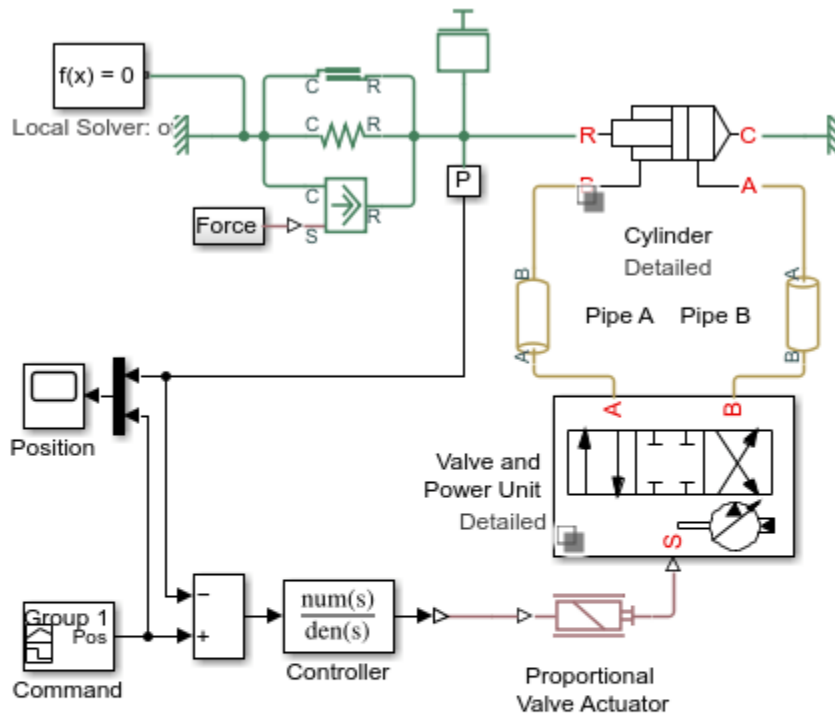 f(x) = 0
Local Solver: o
C
R
C
R
C
R
S
Force
P
R
C
A
Cylinder
Detailed
B
A
Pipe A
Pipe B
A
B
A
B
Valve and
Power Unit
Detailed
S
Position
Group 1
Pos
Command
−
+
num(s)
den(s)
Controller
Proportional
Valve Actuator